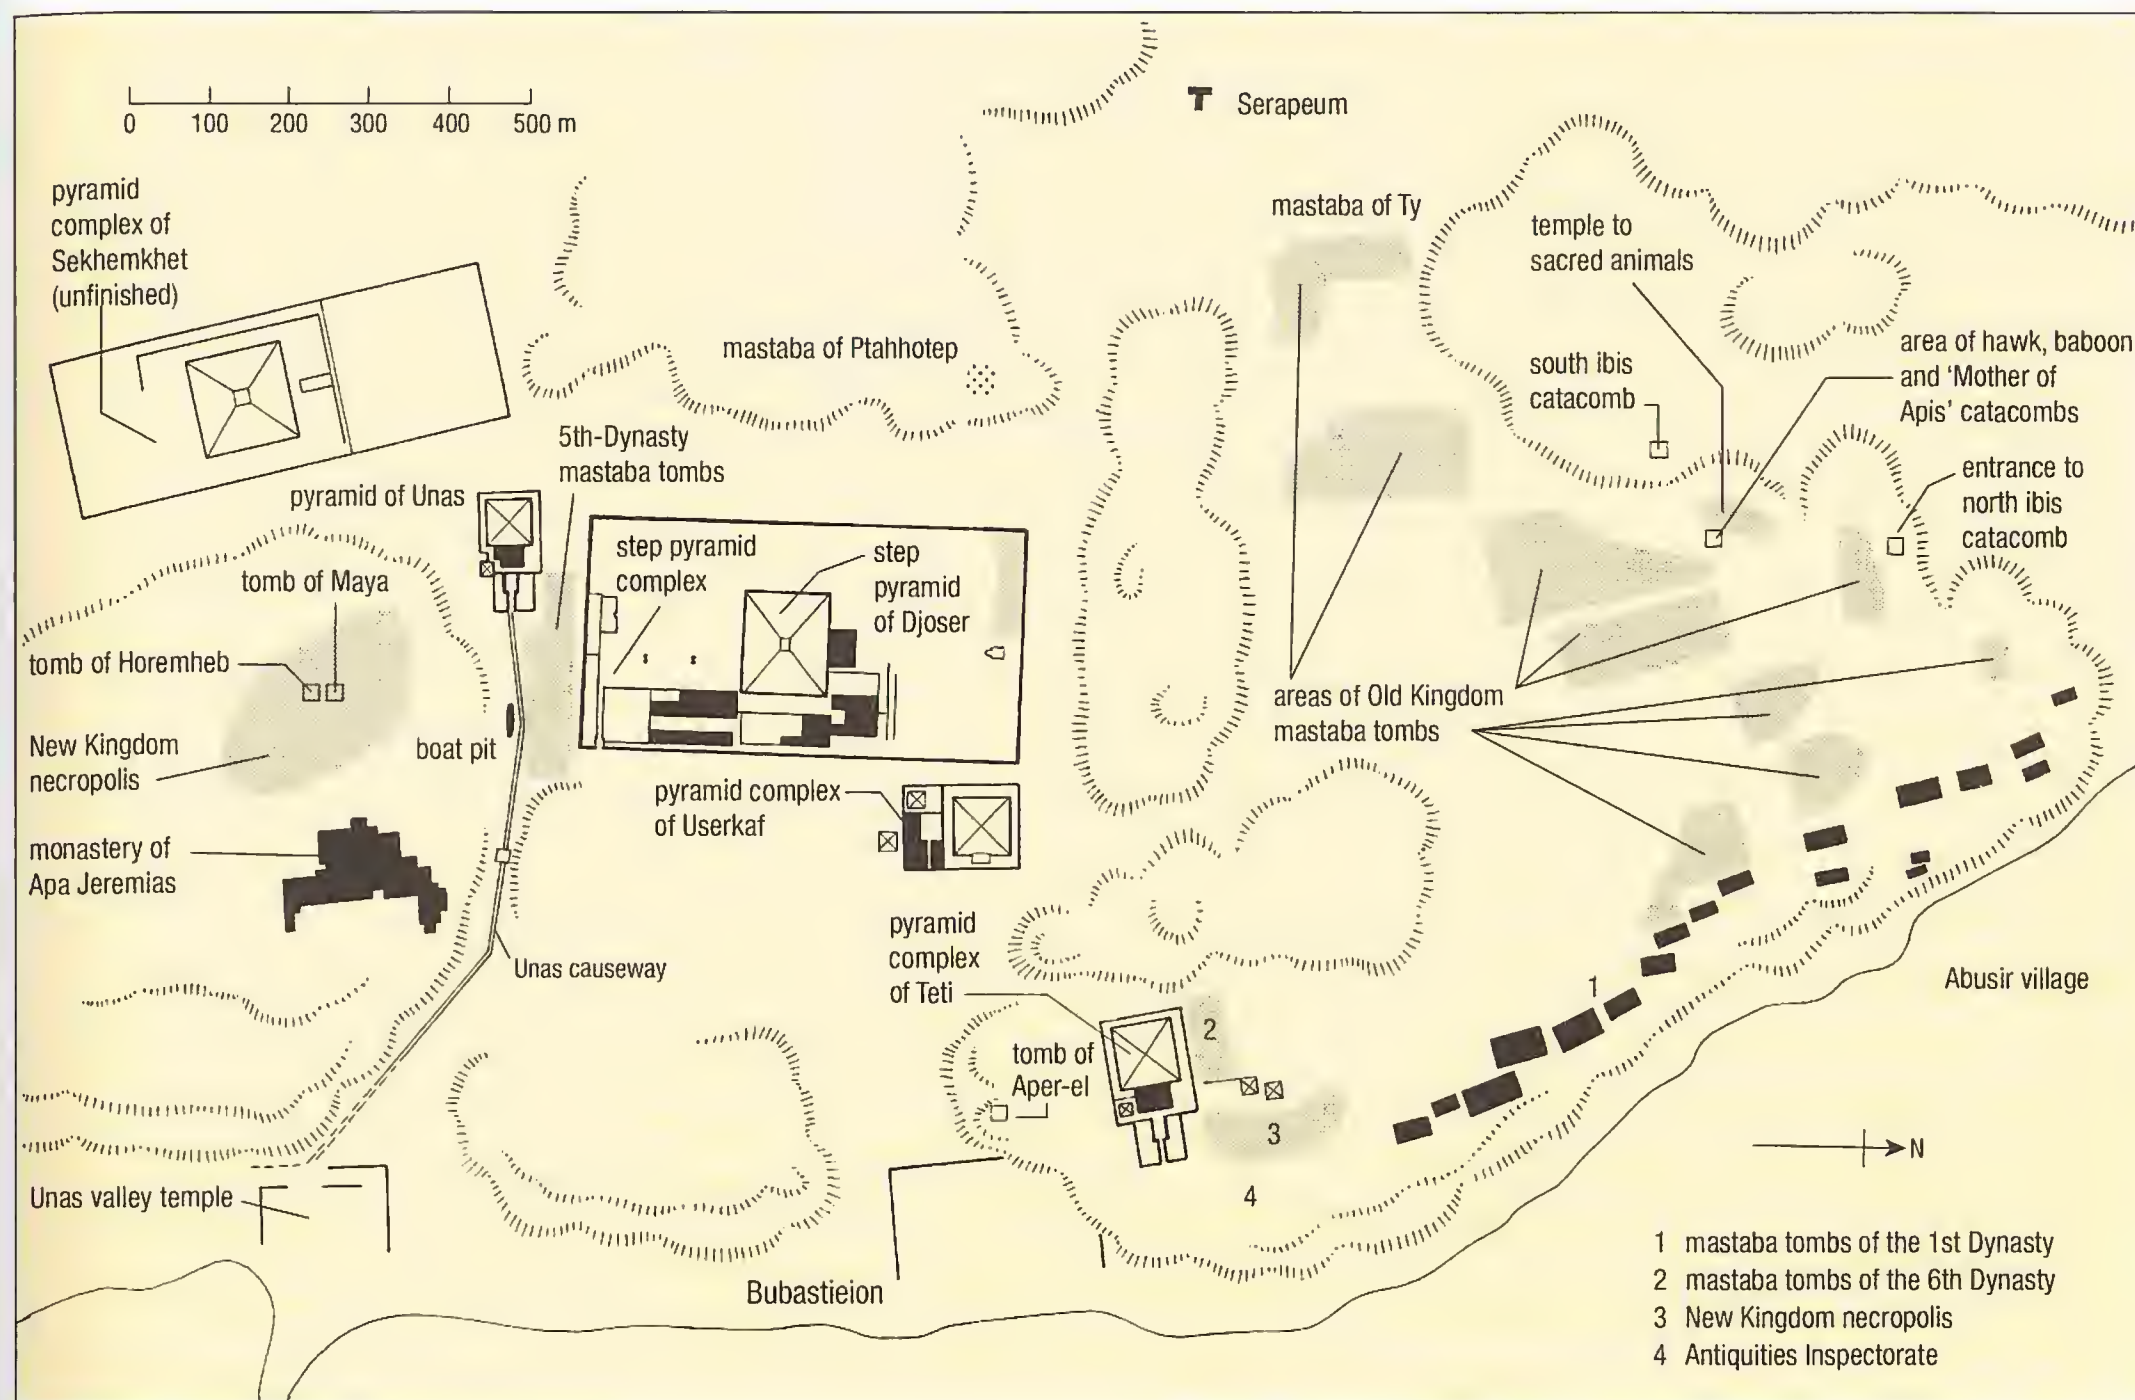 0 100 200 300 400 500 m
Serapeum
pyramid
complex of
Sekhemkhet
(unfinished)
mastaba of Ty
temple to
sacred animals
mastaba of Ptahhotep
south ibis
catacomb
area of hawk, baboon
and ‘Mother of
Apis’ catacombs
5th-Dynasty
mastaba tombs
entrance to
north ibis
catacomb
pyramid of Unas
step pyramid
complex
step
pyramid
of Djoser
tomb of Maya
tomb of Horemheb
areas of Old Kingdom
mastaba tombs
New Kingdom
necropolis
boat pit
pyramid complex
of Userkaf
monastery of
Apa Jeremias
Unas causeway
pyramid
complex
of Teti
1
Abusir village
2
tomb of
Aper-el
3
N
4
Unas valley temple
Bubastieion
1 mastaba tombs of the 1st Dynasty
2 mastaba tombs of the 6th Dynasty
3 New Kingdom necropolis
4 Antiquities Inspectorate